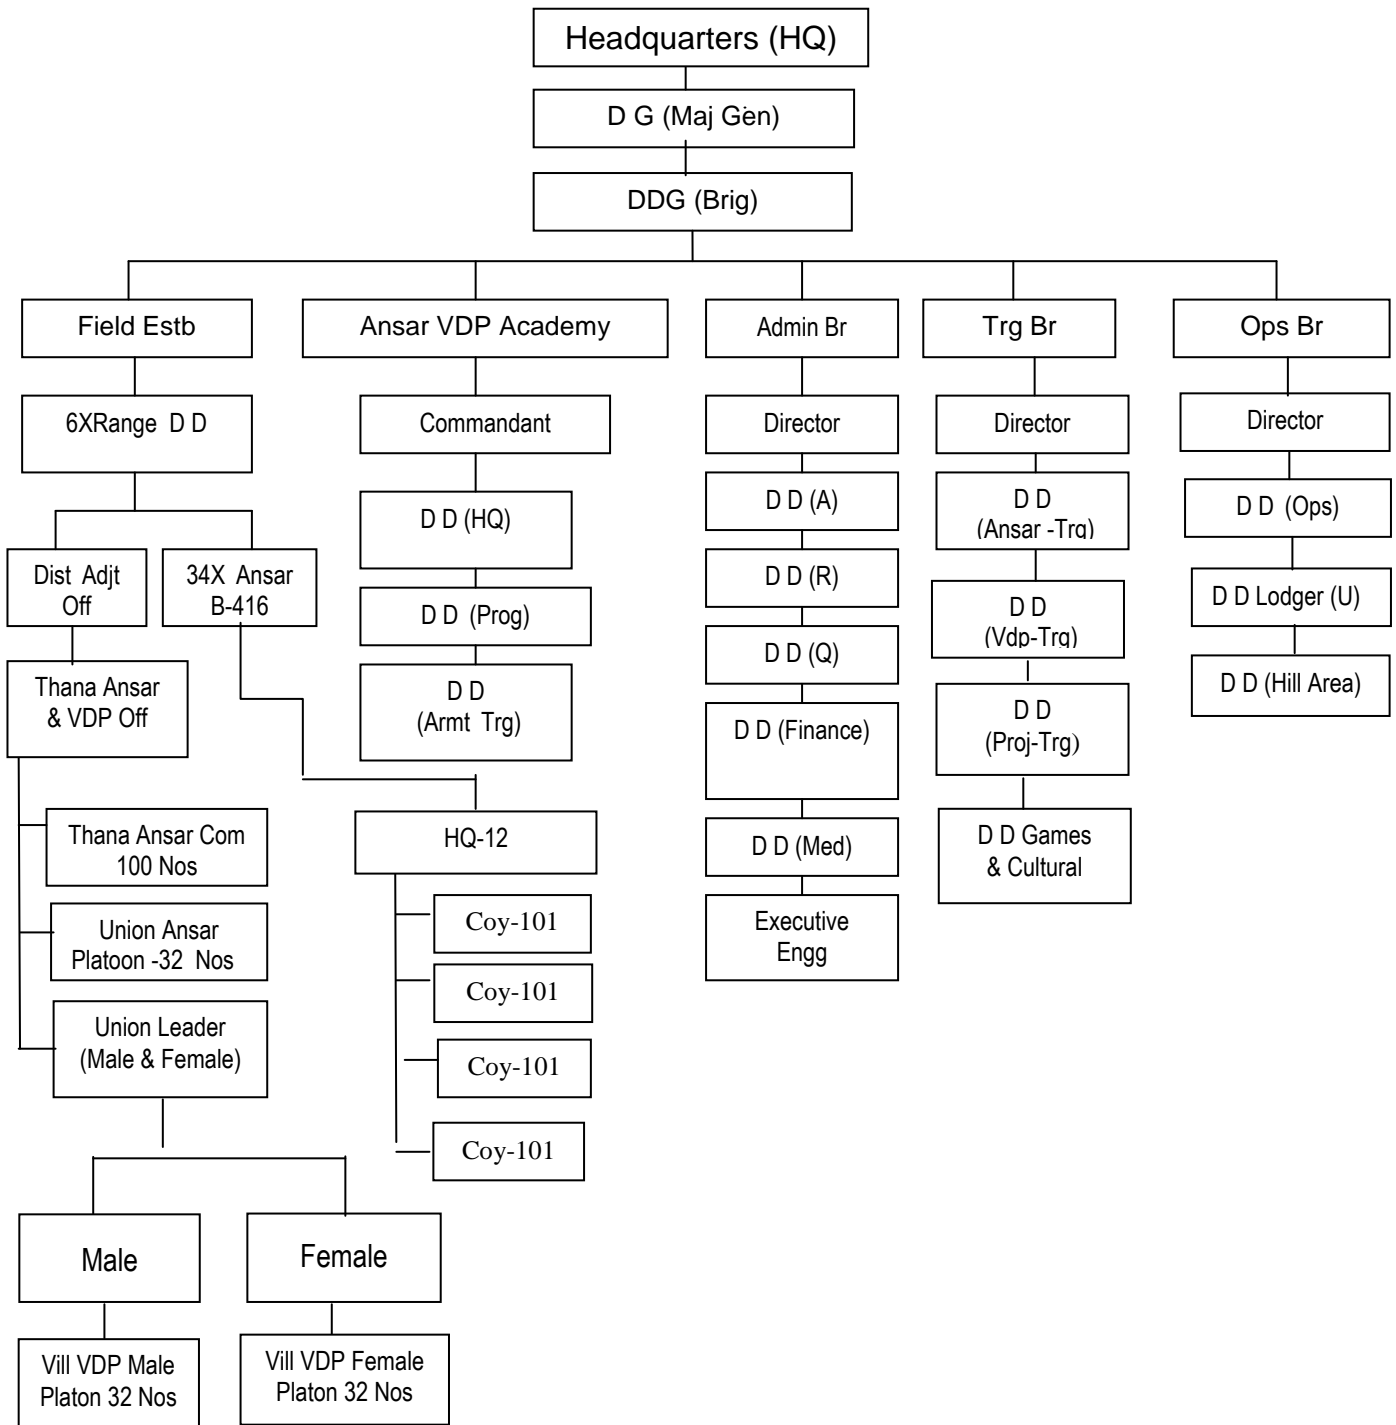 Headquarters (HQ)
D G (Maj Gen)
DDG (Brig)
Field Estb
Ansar VDP Academy
Admin Br
Trg Br
Ops Br
6XRange D D
Commandant
Director
Director
Director
Dist Adjt
Off
34X Ansar
B-416
Thana Ansar
& VDP Off
Thana Ansar Com
100 Nos
Union Ansar
Platoon -32 Nos
Union Leader
(Male & Female)
Male
Female
Vill VDP Male
Platon 32 Nos
Vill VDP Female
Platon 32 Nos
D D (HQ)
D D (Prog)
D D
(Armt Trg)
HQ-12
Coy-101
Coy-101
Coy-101
Coy-101
D D (A)
D D (R)
D D (Q)
D D (Finance)
D D (Med)
Executive
Engg
D D
(Ansar -Trg)
D D
(Vdp-Trg)
D D
(Proj-Trg)
D D Games
& Cultural
D D (Ops)
D D Lodger (U)
D D (Hill Area)